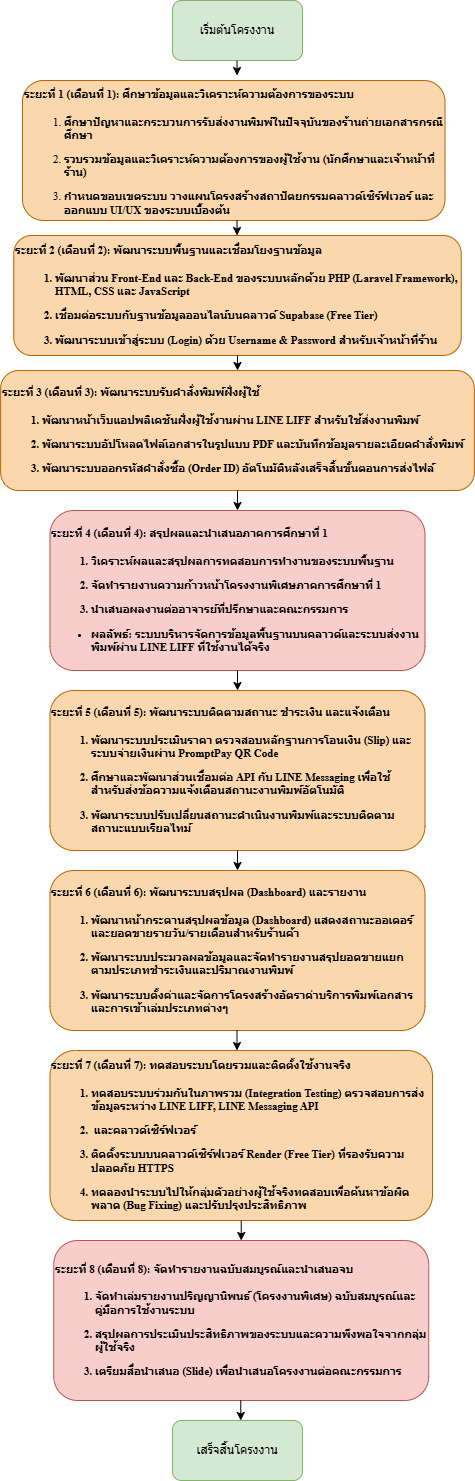 เริ่มต้นโครงงาน
ระยะที่ 1 (เดือนที่ 1): ศึกษาข้อมูลและวิเคราะห์ความต้องการของระบบ
1. ศึกษาปัญหาและกระบวนการรับส่งงานพิมพ์ในปัจจุบันของร้านถ่ายเอกสารกรณี
ศึกษา
2. รวบรวมข้อมูลและวิเคราะห์ความต้องการของผู้ใช้งาน (นักศึกษาและเจ้าหน้าที่
ร้าน)
3. กำหนดขอบเขตระบบ วางแผนโครงสร้างสถาปัตยกรรมคลาวด์เซิร์ฟเวอร์ และ
ออกแบบ UI/UX ของระบบเบื้องต้น
ระยะที่ 2 (เดือนที่ 2): พัฒนาระบบพื้นฐานและเชื่อมโยงฐานข้อมูล
1. พัฒนาส่วน Front-End และ Back-End ของระบบหลักด้วย PHP (Laravel Framework),
HTML, CSS และ JavaScript
2. เชื่อมต่อระบบกับฐานข้อมูลออนไลน์บนคลาวด์ Supabase (Free Tier)
3. พัฒนาระบบเข้าสู่ระบบ (Login) ด้วย Username & Password สำหรับเจ้าหน้าที่ร้าน
ระยะที่ 3 (เดือนที่ 3): พัฒนาระบบรับคำสั่งพิมพ์ฝั่งผู้ใช้
1. พัฒนาหน้าเว็บแอปพลิเคชันฝั่งผู้ใช้งานผ่าน LINE LIFF สำหรับใช้ส่งงานพิมพ์
2. พัฒนาระบบอัปโหลดไฟล์เอกสารในรูปแบบ PDF และบันทึกข้อมูลรายละเอียดคำสั่งพิมพ์
3. พัฒนาระบบออกรหัสคำสั่งซื้อ (Order ID) อัตโนมัติหลังเสร็จสิ้นขั้นตอนการส่งไฟล์
ระยะที่ 4 (เดือนที่ 4): สรุปผลและนำเสนอภาคการศึกษาที่ 1
1. วิเคราะห์ผลและสรุปผลการทดสอบการทำงานของระบบพื้นฐาน
2. จัดทำรายงานความก้าวหน้าโครงงานพิเศษภาคการศึกษาที่ 1
3. นำเสนอผลงานต่ออาจารย์ที่ปรึกษาและคณะกรรมการ
• ผลลัพธ์: ระบบบริหารจัดการข้อมูลพื้นฐานบนคลาวด์และระบบส่งงาน
พิมพ์ผ่าน LINE LIFF ที่ใช้งานได้จริง
ระยะที่ 5 (เดือนที่ 5): พัฒนาระบบติดตามสถานะ ชำระเงิน และแจ้งเตือน
1. พัฒนาระบบประเมินราคา ตรวจสอบหลักฐานการโอนเงิน (Slip) และ
ระบบจ่ายเงินผ่าน PromptPay QR Code
2. ศึกษาและพัฒนาส่วนเชื่อมต่อ API กับ LINE Messaging เพื่อใช้
สำหรับส่งข้อความแจ้งเตือนสถานะงานพิมพ์อัตโนมัติ
3. พัฒนาระบบปรับเปลี่ยนสถานะดำเนินงานพิมพ์และระบบติดตาม
สถานะแบบเรียลไทม์
ระยะที่ 6 (เดือนที่ 6): พัฒนาระบบสรุปผล (Dashboard) และรายงาน
1. พัฒนาหน้ากระดานสรุปผลข้อมูล (Dashboard) แสดงสถานะออเดอร์
และยอดขายรายวัน/รายเดือนสำหรับร้านค้า
2. พัฒนาระบบประมวลผลข้อมูลและจัดทำรายงานสรุปยอดขายแยก
ตามประเภทชำระเงินและปริมาณงานพิมพ์
3. พัฒนาระบบตั้งค่าและจัดการโครงสร้างอัตราค่าบริการพิมพ์เอกสาร
และการเข้าเล่มประเภทต่างๆ
ระยะที่ 7 (เดือนที่ 7): ทดสอบระบบโดยรวมและติดตั้งใช้งานจริง
1. ทดสอบระบบร่วมกันในภาพรวม (Integration Testing) ตรวจสอบการส่ง
ข้อมูลระหว่าง LINE LIFF, LINE Messaging API
2. และคลาวด์เซิร์ฟเวอร์
3. ติดตั้งระบบบนคลาวด์เซิร์ฟเวอร์ Render (Free Tier) ที่รองรับความ
ปลอดภัย HTTPS
4. ทดลองนำระบบไปให้กลุ่มตัวอย่างผู้ใช้จริงทดสอบเพื่อค้นหาข้อผิด
พลาด (Bug Fixing) และปรับปรุงประสิทธิภาพ
ระยะที่ 8 (เดือนที่ 8): จัดทำรายงานฉบับสมบูรณ์และนำเสนอจบ
1. จัดทำเล่มรายงานปริญญานิพนธ์ (โครงงานพิเศษ) ฉบับสมบูรณ์และ
คู่มือการใช้งานระบบ
2. สรุปผลการประเมินประสิทธิภาพของระบบและความพึงพอใจจากกลุ่ม
ผู้ใช้จริง
3. เตรียมสื่อนำเสนอ (Slide) เพื่อนำเสนอโครงงานต่อคณะกรรมการ
เสร็จสิ้นโครงงาน